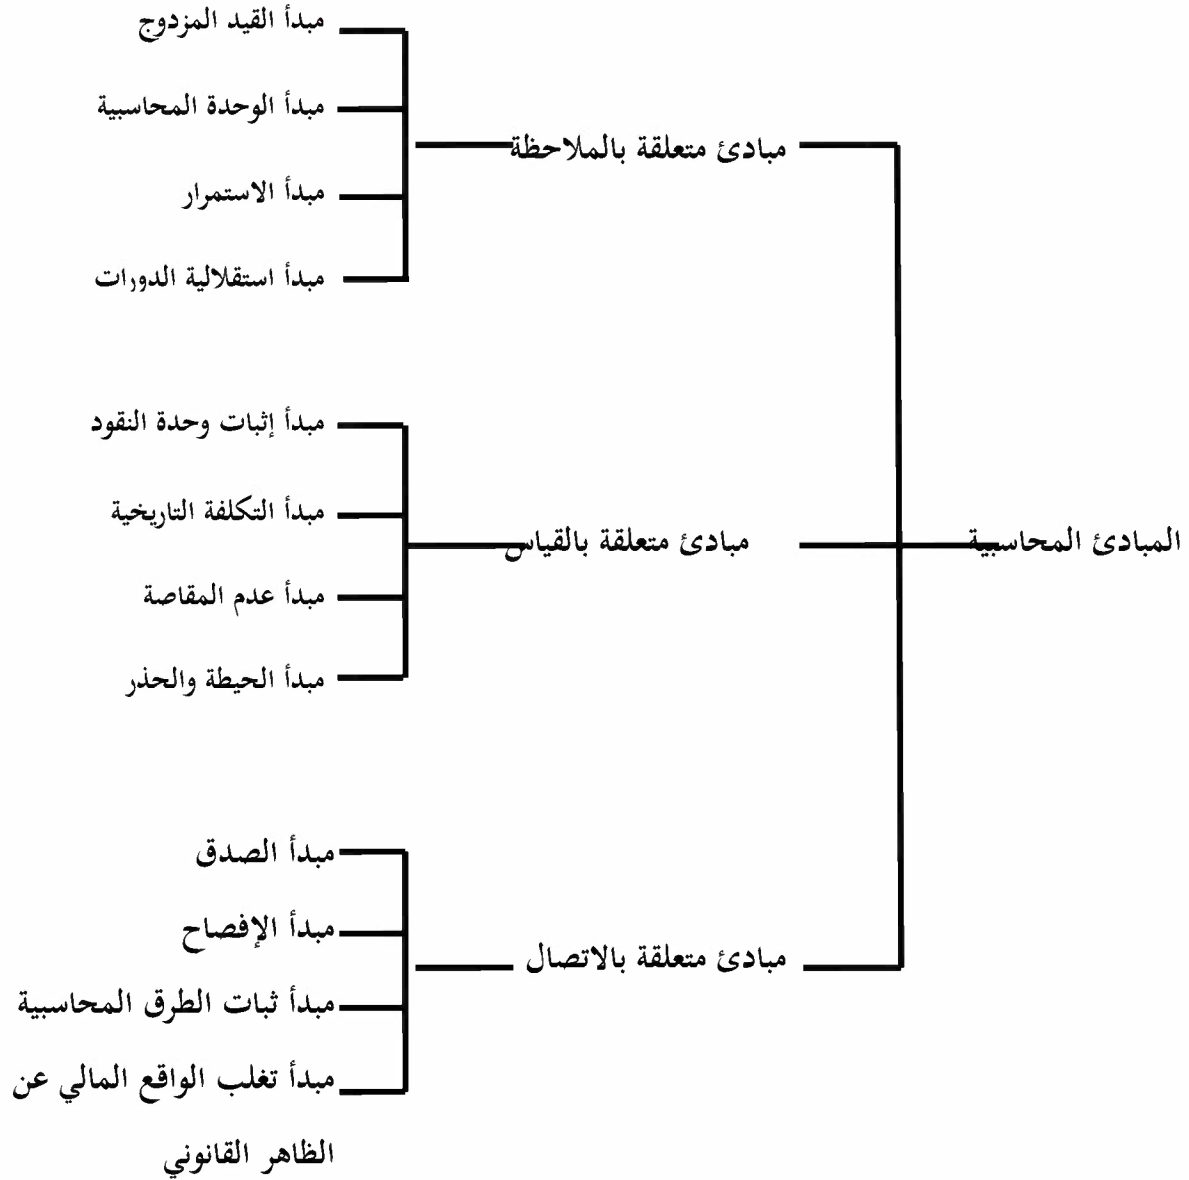 المبادئ المحاسبية
مبادئ متعلقة بالملاحظة
مبدأ القيد المزدوج
مبدأ الوحدة المحاسبية
مبدأ الاستمرار
مبدأ استقلالية الدورات
مبادئ متعلقة بالقياس
مبدأ إثبات وحدة النقود
مبدأ التكلفة التاريخية
مبدأ عدم المقاصة
مبدأ الحيطة والحذر
مبادئ متعلقة بالاتصال
مبدأ الصدق
مبدأ الإفصاح
مبدأ ثبات الطرق المحاسبية
مبدأ تغلب الواقع المالي عن
الظاهر القانوني